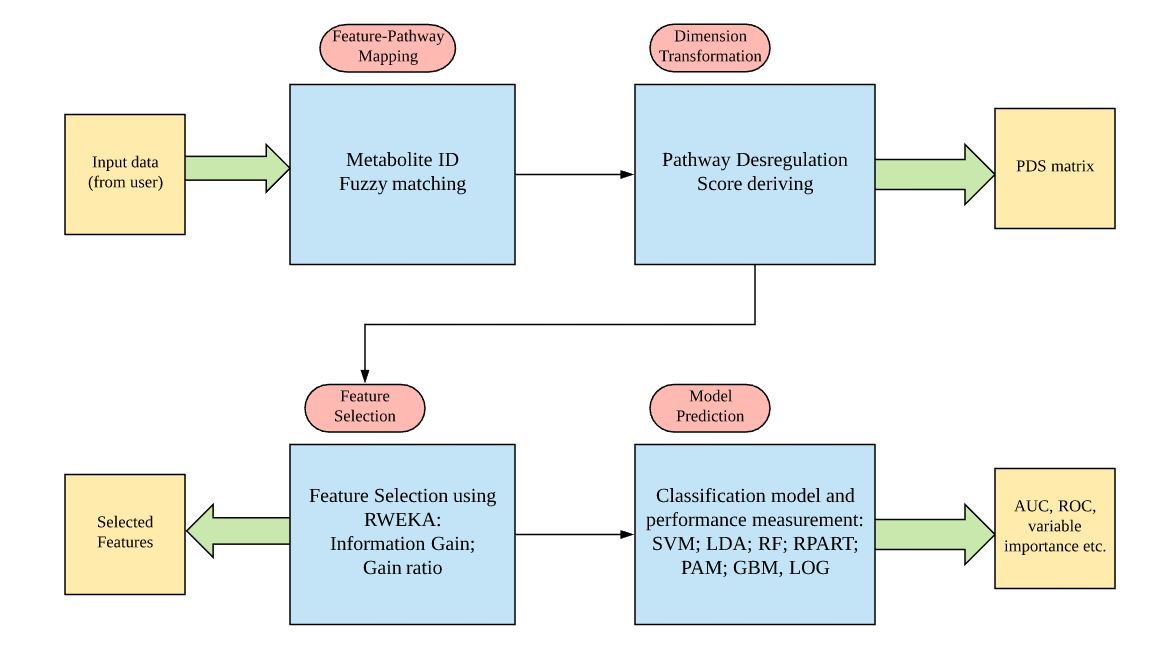 Feature-Pathway
Mapping
Dimension
Transformation
Input data
(from user)
Metabolite ID
Fuzzy matching
Pathway Desregulation
Score deriving
PDS matrix
Feature
Selection
Model
Prediction
Selected
Features
Feature Selection using
RWEKA:
Information Gain;
Gain ratio
Classification model and
performance measurement:
SVM; LDA; RF; RPART;
PAM; GBM, LOG
AUC, ROC,
variable
importance etc.